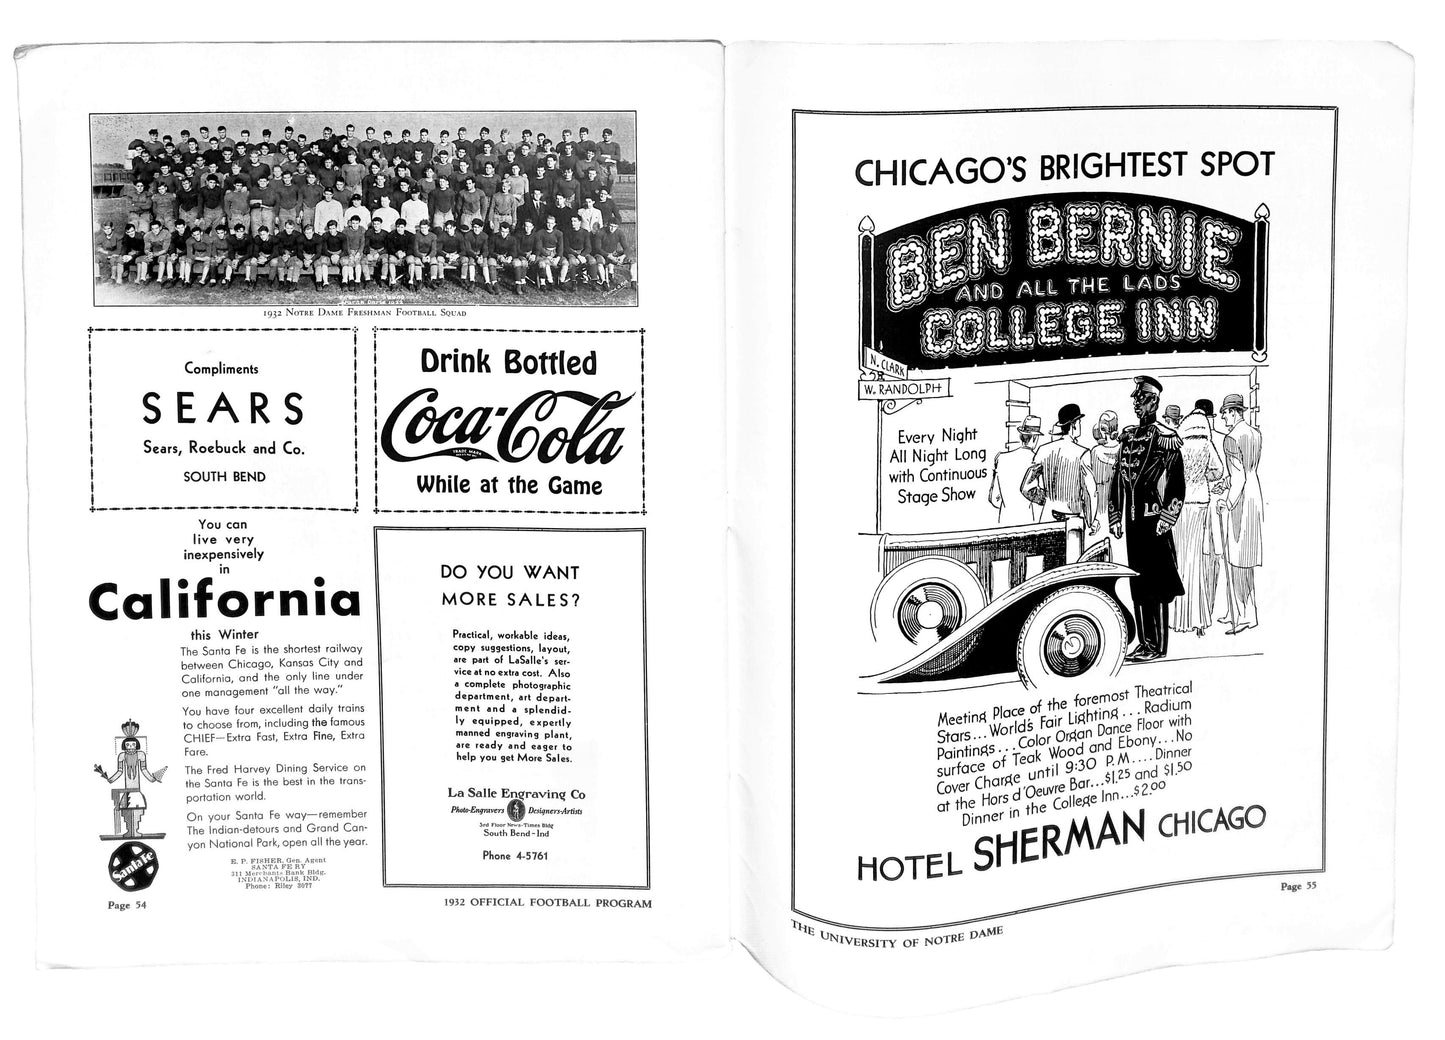 1932 NOTRE DAME FRESHMAN FOOTBALL SQUAD
Compliments
SEARS
Sears, Roebuck and Co.
SOUTH BEND
Drink Bottled
Coca-Cola
TRADE MARK
While at the Game
You can
live very
inexpensively
in
California
this Winter
The Santa Fe is the shortest railway
between Chicago, Kansas City and
California, and the only line under
one management "all the way."
You have four excellent daily trains
to choose from, including the famous
CHIEF—Extra Fast, Extra Fine, Extra
Fare.
The Fred Harvey Dining Service on
the Santa Fe is the best in the trans-
portation world.
On your Santa Fe way—remember
The Indian-detours and Grand Can-
yon National Park, open all the year.
Santa Fe
E. P. FISHER, Gen. Agent
SANTA FE RY
311 Merchants Bank Bldg.
INDIANAPOLIS, IND.
Phone: Riley 3077
Page 54
DO YOU WANT
MORE SALES?
Practical, workable ideas,
copy suggestions, layout,
are part of LaSalle's ser-
vice at no extra cost. Also
a complete photographic
department, art depart-
ment and a splendid-
ly equipped, expertly
manned engraving plant,
are ready and eager to
help you get More Sales.
La Salle Engraving Co
Photo-Engravers Designers-Artists
3rd Floor News-Times Bldg
South Bend-Ind
Phone 4-5761
1932 OFFICIAL FOOTBALL PROGRAM
CHICAGO'S BRIGHTEST SPOT
BEN BERNIE
AND ALL THE LADS
COLLEGE INN
N. CLARK
W. RANDOLPH
Every Night
All Night Long
with Continuous
Stage Show
Meeting Place of the foremost Theatrical
Stars...World's Fair Lighting...Radium
Paintings...Color Organ Dance Floor with
surface of Teak Wood and Ebony...No
Cover Charge until 9:30 P.M....Dinner
at the Hors d'Oeuvre Bar...$1.25 and $1.50
Dinner in the College Inn...$2.00
HOTEL SHERMAN CHICAGO
Page 55
THE UNIVERSITY OF NOTRE DAME